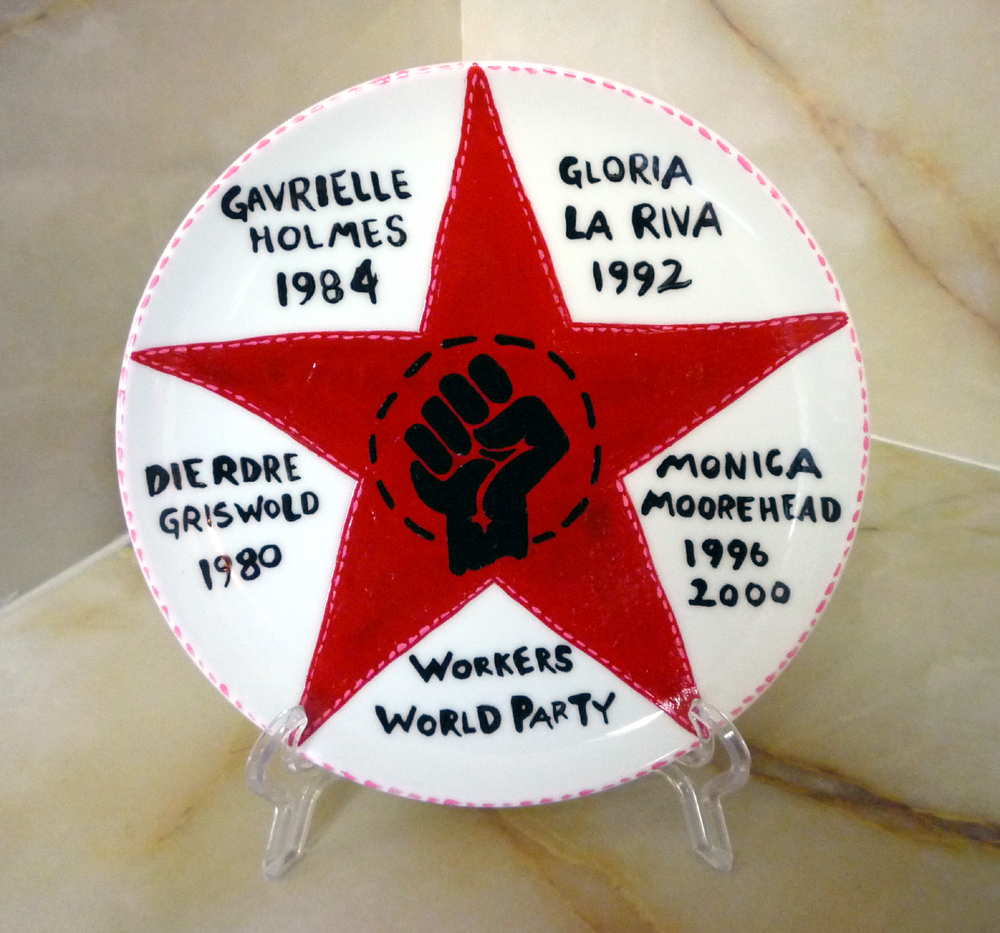 GAVRIELLE
HOLMES
1984
GLORIA
LA RIVA
1992
DIERDRE
GRISWOLD
1980
MONICA
MOOREHEAD
1996
2000
WORKERS
WORLD PARTY